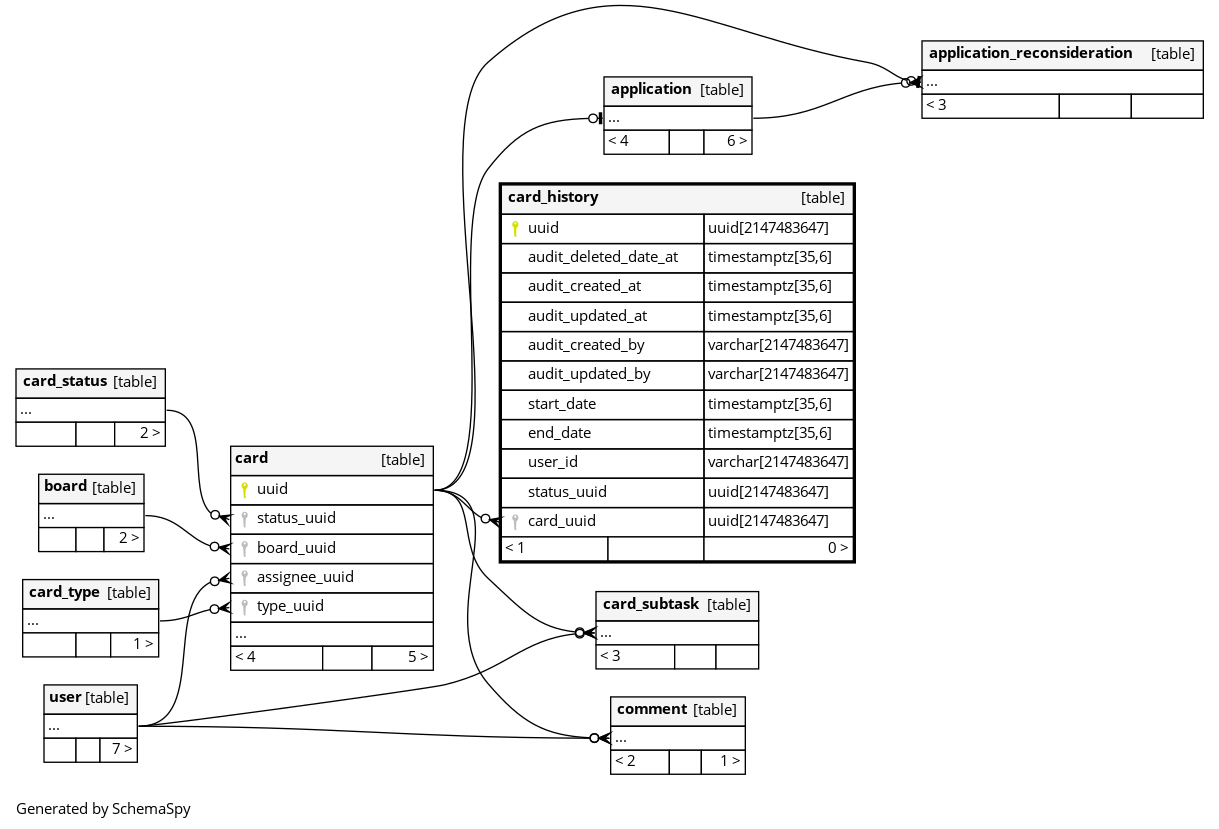 application_reconsideration [table]
...
< 3
application [table]
...
< 4 6 >
card_history [table]
uuid uuid[2147483647]
audit_deleted_date_at timestamptz[35,6]
audit_created_at timestamptz[35,6]
audit_updated_at timestamptz[35,6]
audit_created_by varchar[2147483647]
audit_updated_by varchar[2147483647]
start_date timestamptz[35,6]
end_date timestamptz[35,6]
user_id varchar[2147483647]
status_uuid uuid[2147483647]
card_uuid uuid[2147483647]
< 1 0 >
card_status [table]
...
2 >
board [table]
...
2 >
card_type [table]
...
1 >
user [table]
...
7 >
card [table]
uuid
status_uuid
board_uuid
assignee_uuid
type_uuid
...
< 4 5 >
card_subtask [table]
...
< 3
comment [table]
...
< 2 1 >
Generated by SchemaSpy